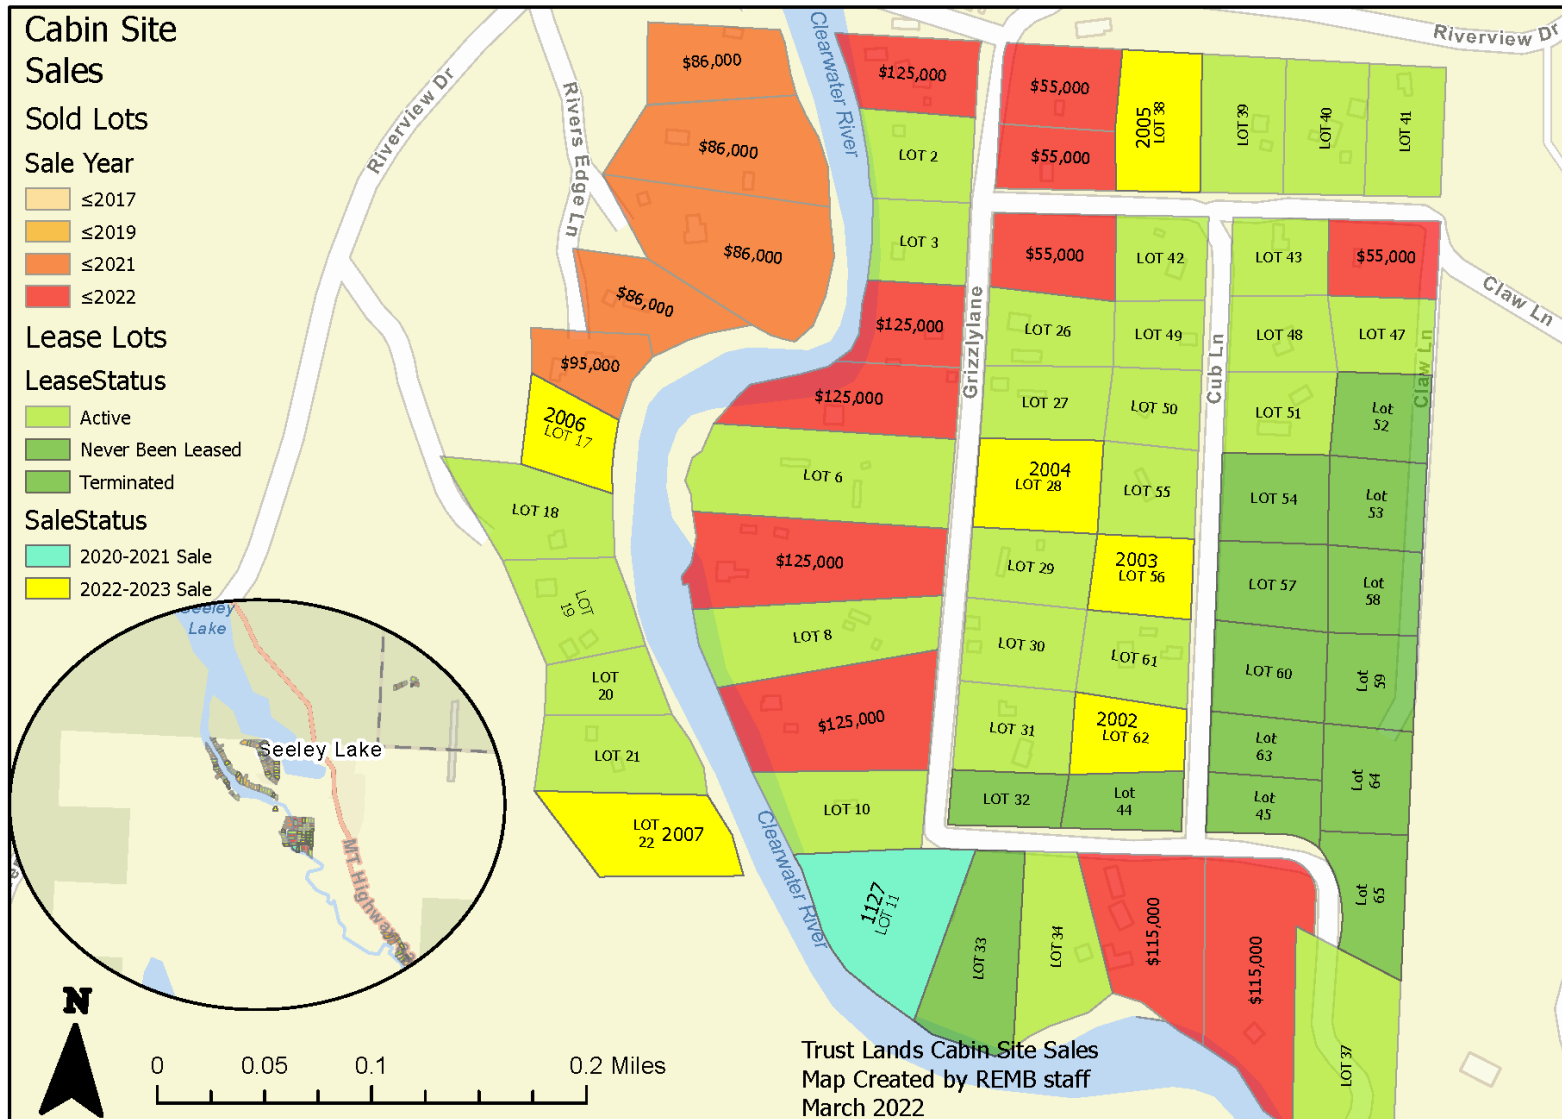 Cabin Site
Sales
Sold Lots
Sale Year
≤2017
≤2019
≤2021
≤2022
Lease Lots
LeaseStatus
Active
Never Been Leased
Terminated
SaleStatus
2020-2021 Sale
2022-2023 Sale
Riverview Dr
Rivers Edge Ln
Clearwater River
Riverview Dr
$86,000
$86,000
$86,000
$86,000
$95,000
2006
LOT 17
LOT 18
LOT
19
LOT
20
LOT 21
LOT
22
2007
$125,000
LOT 2
LOT 3
$125,000
$125,000
LOT 6
$125,000
LOT 8
$125,000
LOT 10
1127
LOT 11
Clearwater River
Grizzlylane
$55,000
$55,000
2005
LOT 38
LOT 39
LOT 40
LOT 41
$55,000
LOT 42
LOT 26
LOT 49
LOT 27
LOT 50
2004
LOT 28
LOT 55
LOT 29
2003
LOT 56
LOT 30
LOT 61
LOT 31
2002
LOT 62
LOT 32
Lot
44
Cub Ln
LOT 43
$55,000
Claw Ln
LOT 48
LOT 47
Claw Ln
LOT 51
Lot
52
LOT 54
Lot
53
LOT 57
Lot
58
LOT 60
Lot
59
Lot
63
Lot
64
Lot
45
Lot
65
LOT 33
LOT 34
$115,000
$115,000
LOT 37
Seeley
Lake
Seeley Lake
MT Highway
N
0 0.05 0.1 0.2 Miles
Trust Lands Cabin Site Sales
Map Created by REMB staff
March 2022